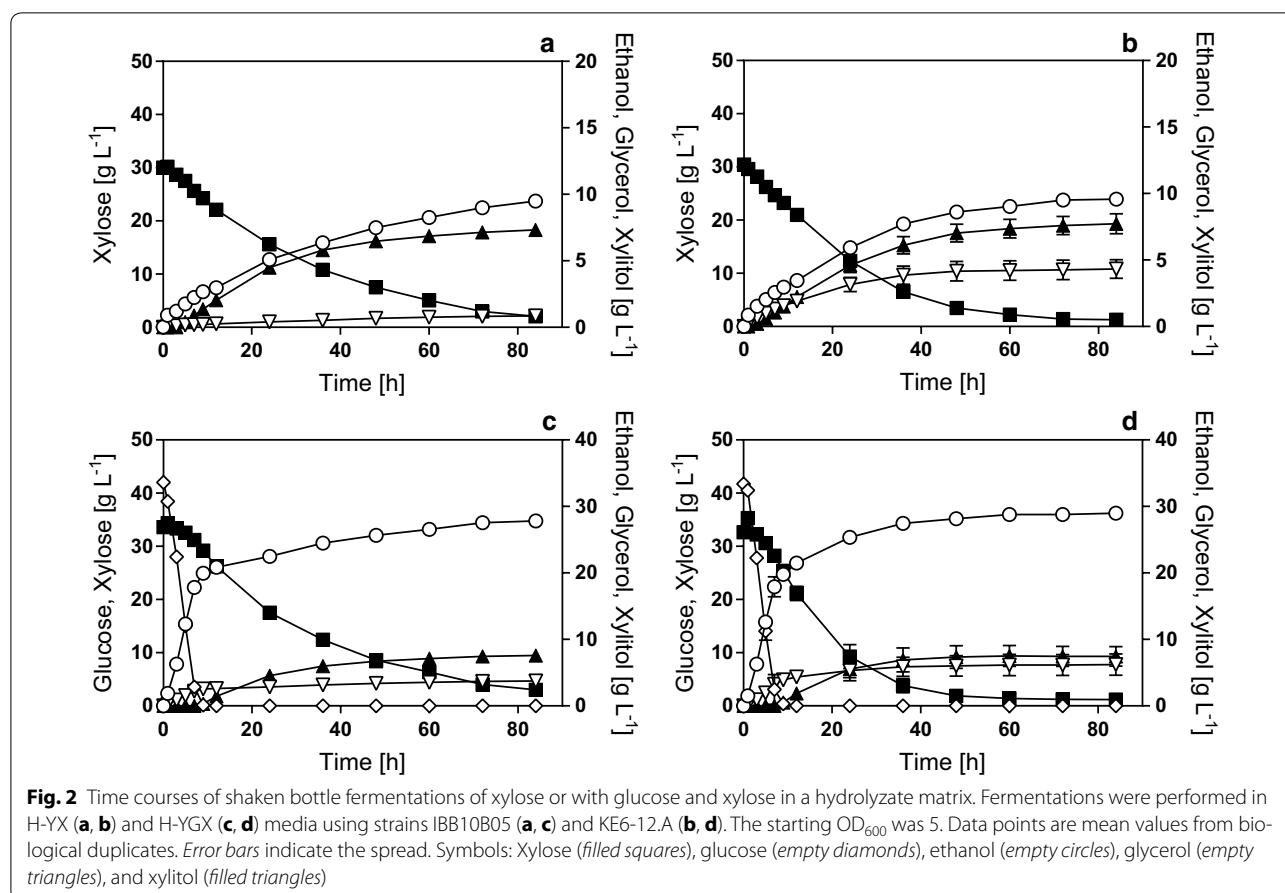 a
50
40
30
20
10
0
Xylose [g L-1]
20
15
10
5
0
Ethanol, Glycerol, Xylitol [g L-1]
0 20 40 60 80
Time [h]
b
50
40
30
20
10
0
Xylose [g L-1]
20
15
10
5
0
Ethanol, Glycerol, Xylitol [g L-1]
0 20 40 60 80
Time [h]
c
50
40
30
20
10
0
Glucose, Xylose [g L-1]
40
30
20
10
0
Ethanol, Glycerol, Xylitol [g L-1]
0 20 40 60 80
Time [h]
d
50
40
30
20
10
0
Glucose, Xylose [g L-1]
40
30
20
10
0
Ethanol, Glycerol, Xylitol [g L-1]
0 20 40 60 80
Time [h]
Fig. 2 Time courses of shaken bottle fermentations of xylose or with glucose and xylose in a hydrolyzate matrix. Fermentations were performed in
H-YX (a, b) and H-YGX (c, d) media using strains IBB10B05 (a, c) and KE6-12.A (b, d). The starting OD600 was 5. Data points are mean values from bio-
logical duplicates. Error bars indicate the spread. Symbols: Xylose (filled squares), glucose (empty diamonds), ethanol (empty circles), glycerol (empty
triangles), and xylitol (filled triangles)